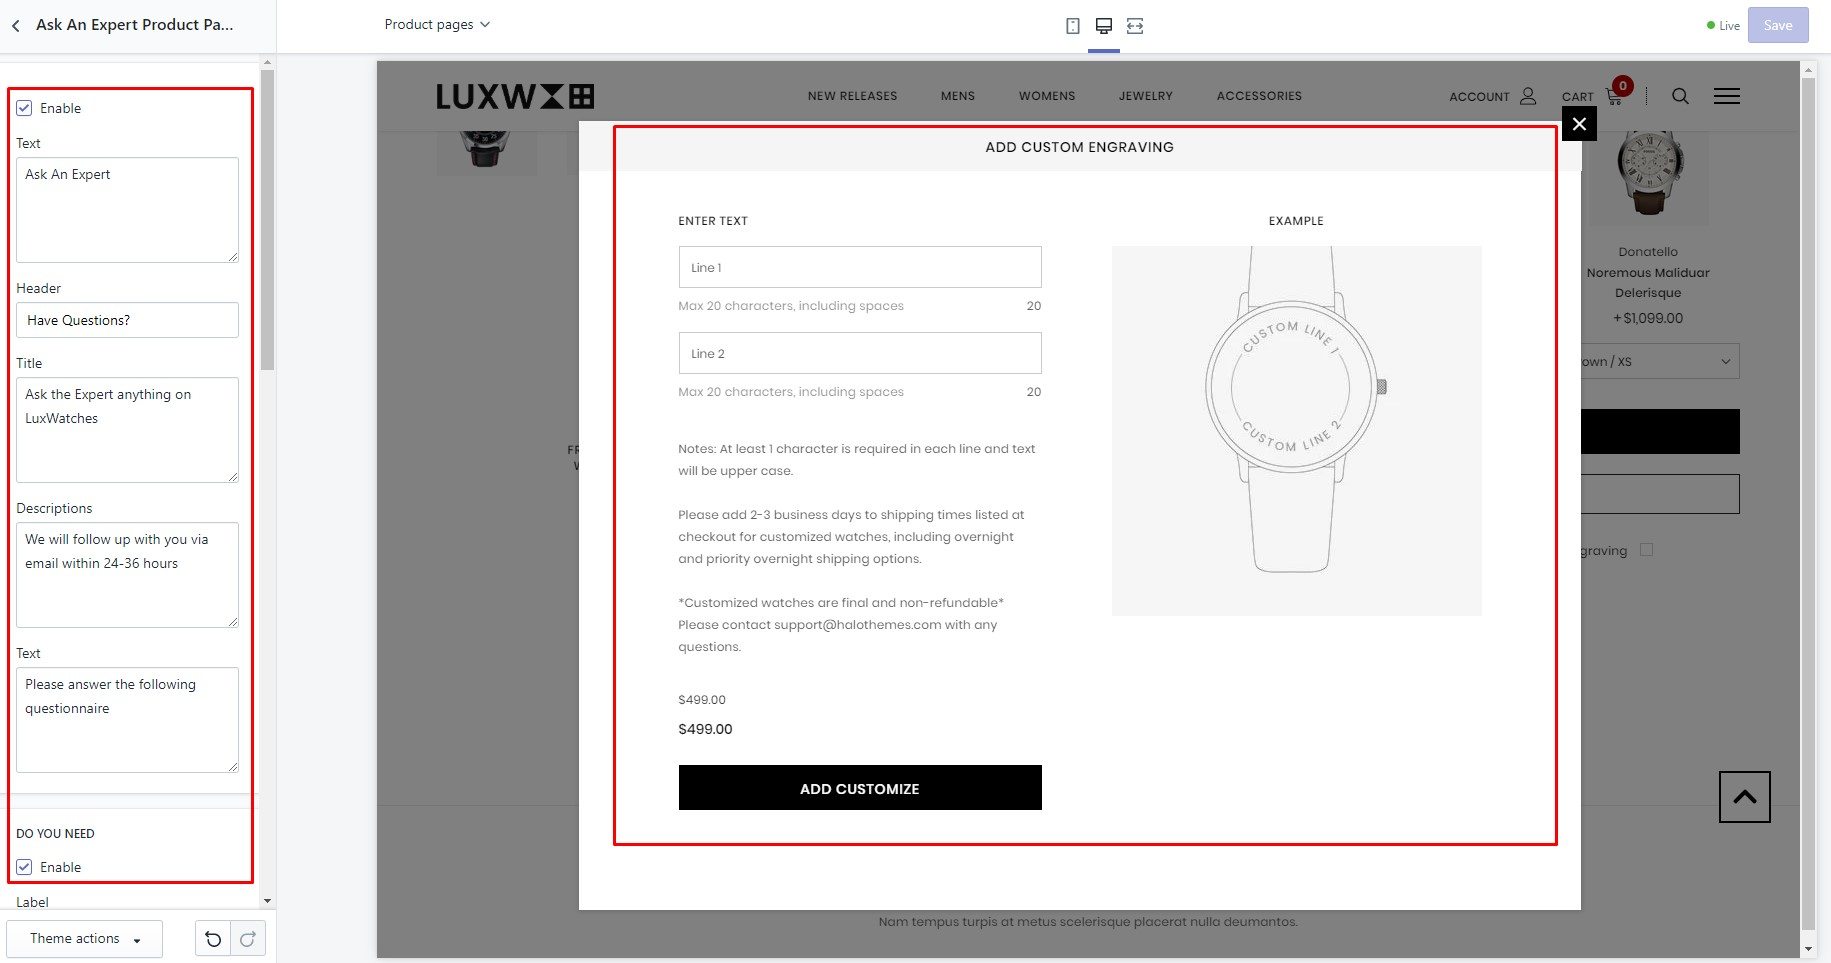 Ask An Expert Product Pa...
Product pages
Live
Save
Enable
Text
Ask An Expert
Header
Have Questions?
Title
Ask the Expert anything on
LuxWatches
Descriptions
We will follow up with you via
email within 24-36 hours
Text
Please answer the following
questionnaire
DO YOU NEED
Enable
Label
Theme actions
LUXW
NEW RELEASES
MENS
WOMENS
JEWELRY
ACCESSORIES
ACCOUNT
CART
0
ADD CUSTOM ENGRAVING
ENTER TEXT
Line 1
Max 20 characters, including spaces 20
Line 2
Max 20 characters, including spaces 20
Notes: At least 1 character is required in each line and text
will be upper case.
Please add 2-3 business days to shipping times listed at
checkout for customized watches, including overnight
and priority overnight shipping options.
*Customized watches are final and non-refundable*
Please contact support@halothemes.com with any
questions.
$499.00
$499.00
ADD CUSTOMIZE
EXAMPLE
CUSTOM LINE 1
CUSTOM LINE 2
Donatello
Noremous Maliduar
Delerisque
+$1,099.00
own / XS
graving
FR
W
Nam tempus turpis at metus scelerisque placerat nulla deumantos.